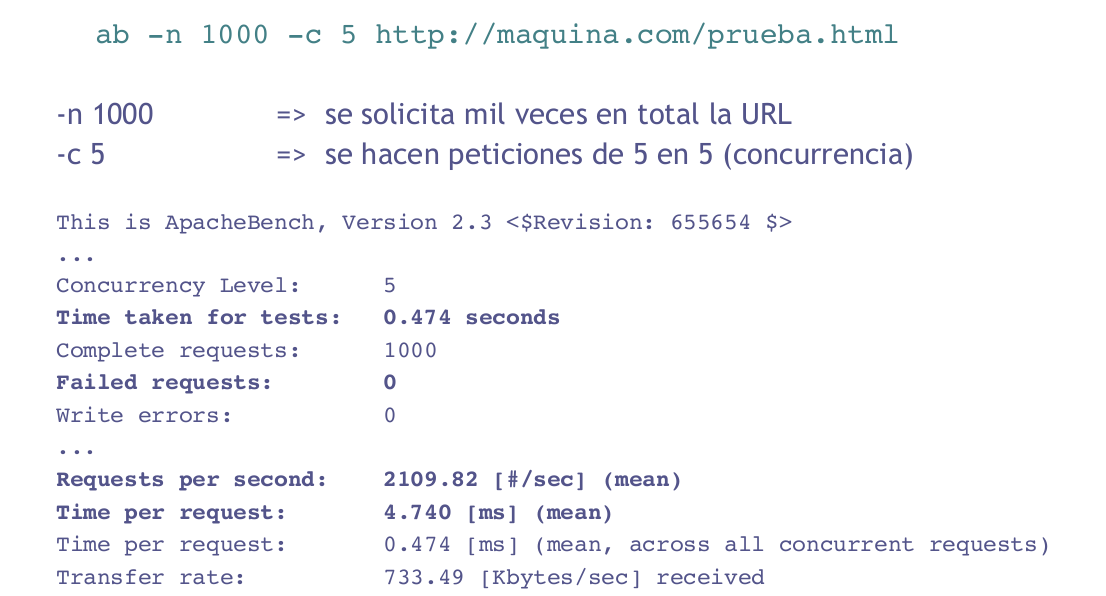 ab -n 1000 -c 5 http://maquina.com/prueba.html
-n 1000 => se solicita mil veces en total la URL
-c 5 => se hacen peticiones de 5 en 5 (concurrencia)
This is ApacheBench, Version 2.3 <$Revision: 655654 $>
...
Concurrency Level: 5
Time taken for tests: 0.474 seconds
Complete requests: 1000
Failed requests: 0
Write errors: 0
...
Requests per second: 2109.82 [#/sec] (mean)
Time per request: 4.740 [ms] (mean)
Time per request: 0.474 [ms] (mean, across all concurrent requests)
Transfer rate: 733.49 [Kbytes/sec] received